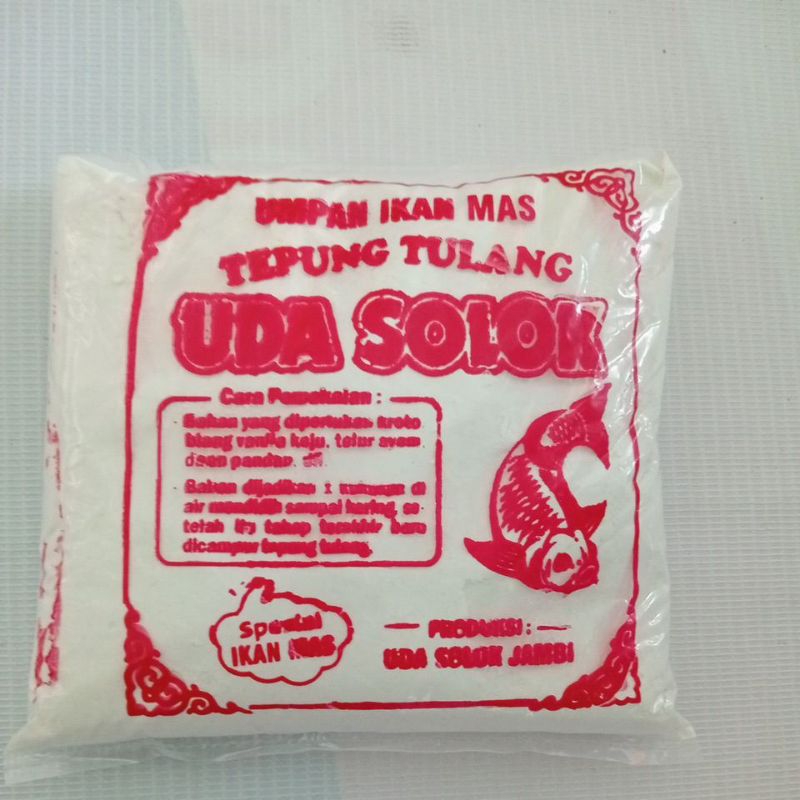 UMPAN IKAN MAS
TEPUNG TULANG
UDA SOLOK
Cara Pemakaian :
Bahan yang diperlukan kroto
biang vanila keju, telur ayam
daun pandan, dll.
Bahan dijadikan 1 di
air mendidih sampai kering, se
telah itu tahap terakhir baru
dicampur tepung tulang.
Spesial
IKAN MAS
PRODUKSI :
UDA SOLOK JAMBI